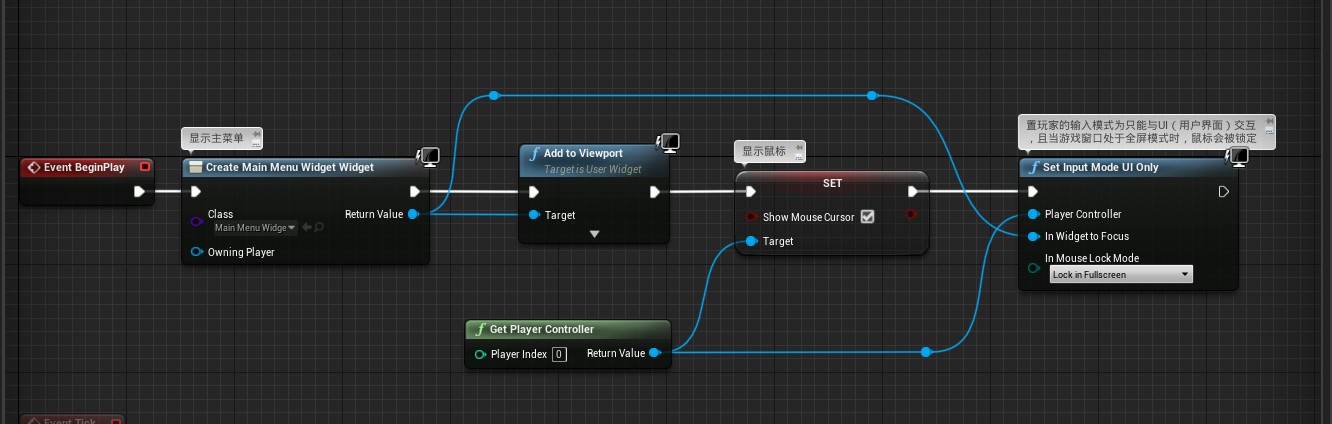 显示主菜单
Event BeginPlay
Create Main Menu Widget Widget
Class
Main Menu Widge
Return Value
Owning Player
Add to Viewport
Target is User Widget
Target
显示鼠标
SET
Show Mouse Cursor
Target
置玩家的输入模式为只能与UI（用户界面）交互
，且当游戏窗口处于全屏模式时，鼠标会被锁定
Set Input Mode UI Only
Player Controller
In Widget to Focus
In Mouse Lock Mode
Lock in Fullscreen
Get Player Controller
Player Index 0
Return Value
Event Tick